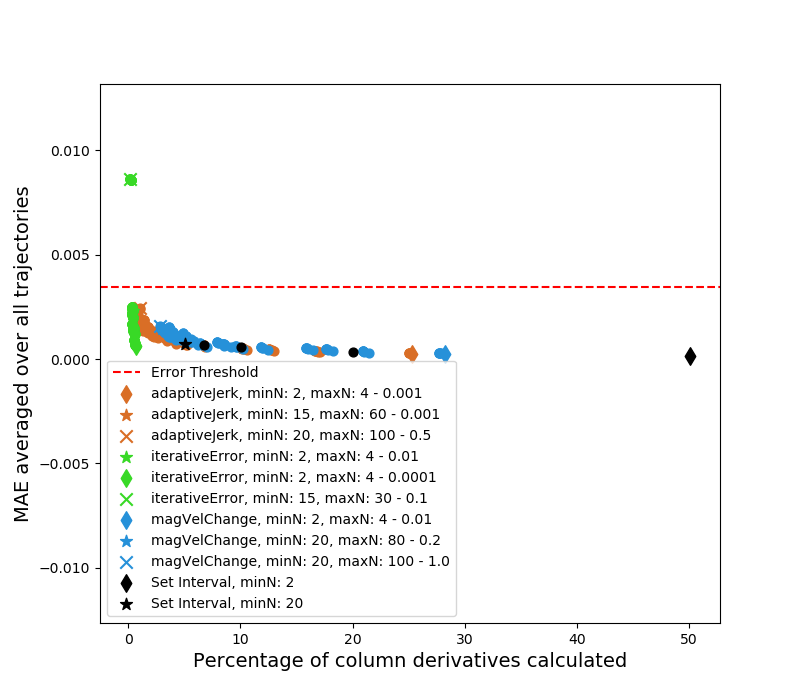 MAE averaged over all trajectories
0.010
0.005
0.000
−0.005
−0.010
Error Threshold
adaptiveJerk, minN: 2, maxN: 4 - 0.001
adaptiveJerk, minN: 15, maxN: 60 - 0.001
adaptiveJerk, minN: 20, maxN: 100 - 0.5
iterativeError, minN: 2, maxN: 4 - 0.01
iterativeError, minN: 2, maxN: 4 - 0.0001
iterativeError, minN: 15, maxN: 30 - 0.1
magVelChange, minN: 2, maxN: 4 - 0.01
magVelChange, minN: 20, maxN: 80 - 0.2
magVelChange, minN: 20, maxN: 100 - 1.0
Set Interval, minN: 2
Set Interval, minN: 20
0 10 20 30 40 50
Percentage of column derivatives calculated